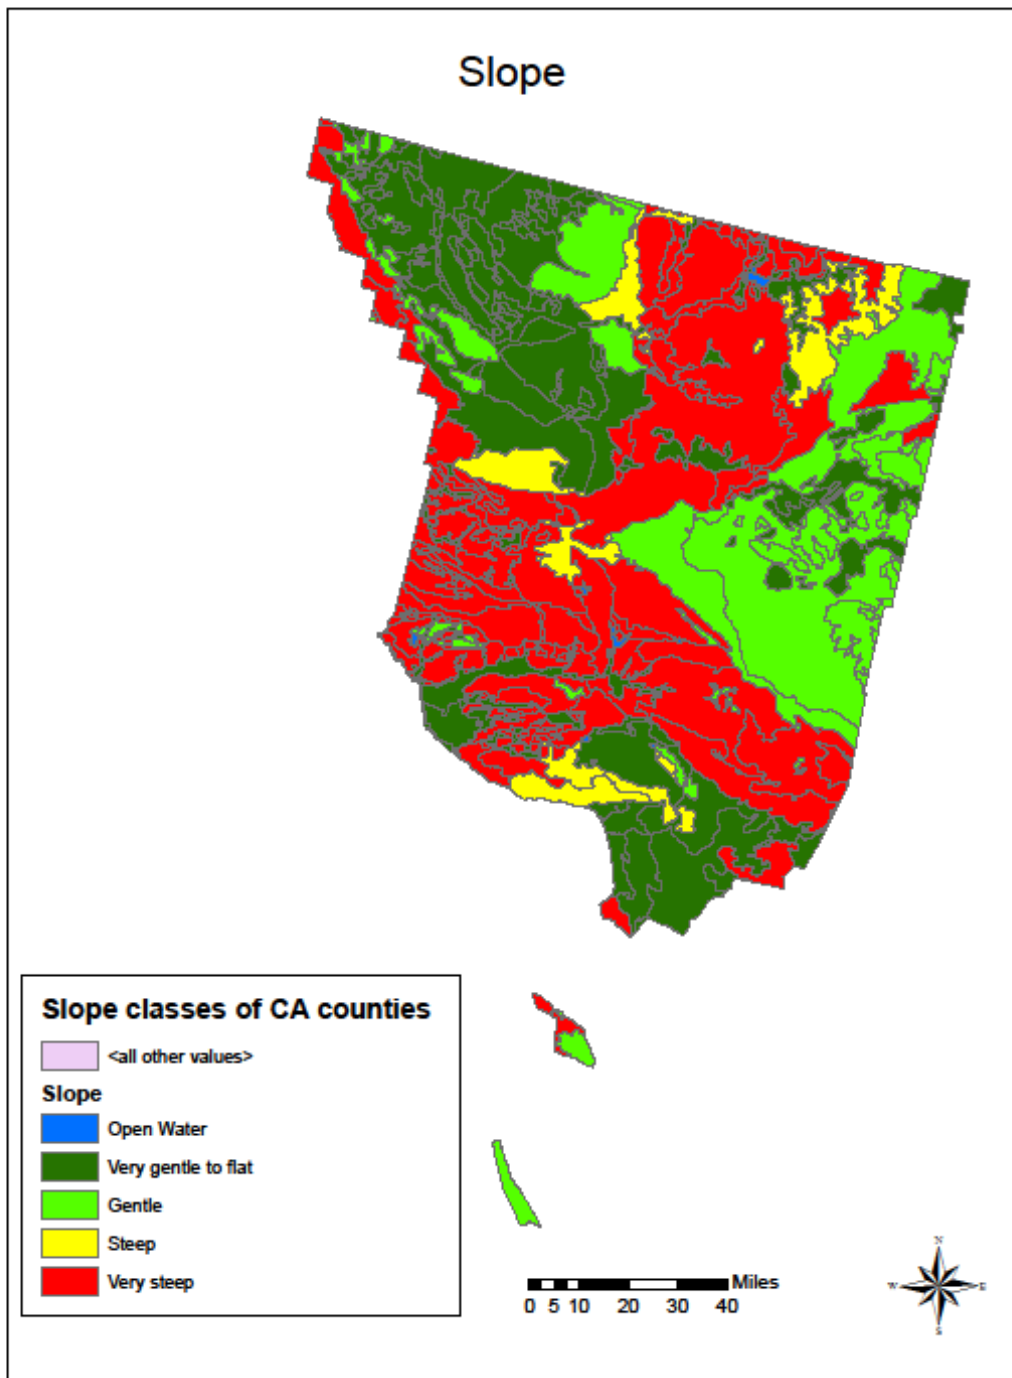 Slope
Slope classes of CA counties
<all other values>
Slope
Open Water
Very gentle to flat
Gentle
Steep
Very steep
Miles
0 5 10 20 30 40
N
W E
S